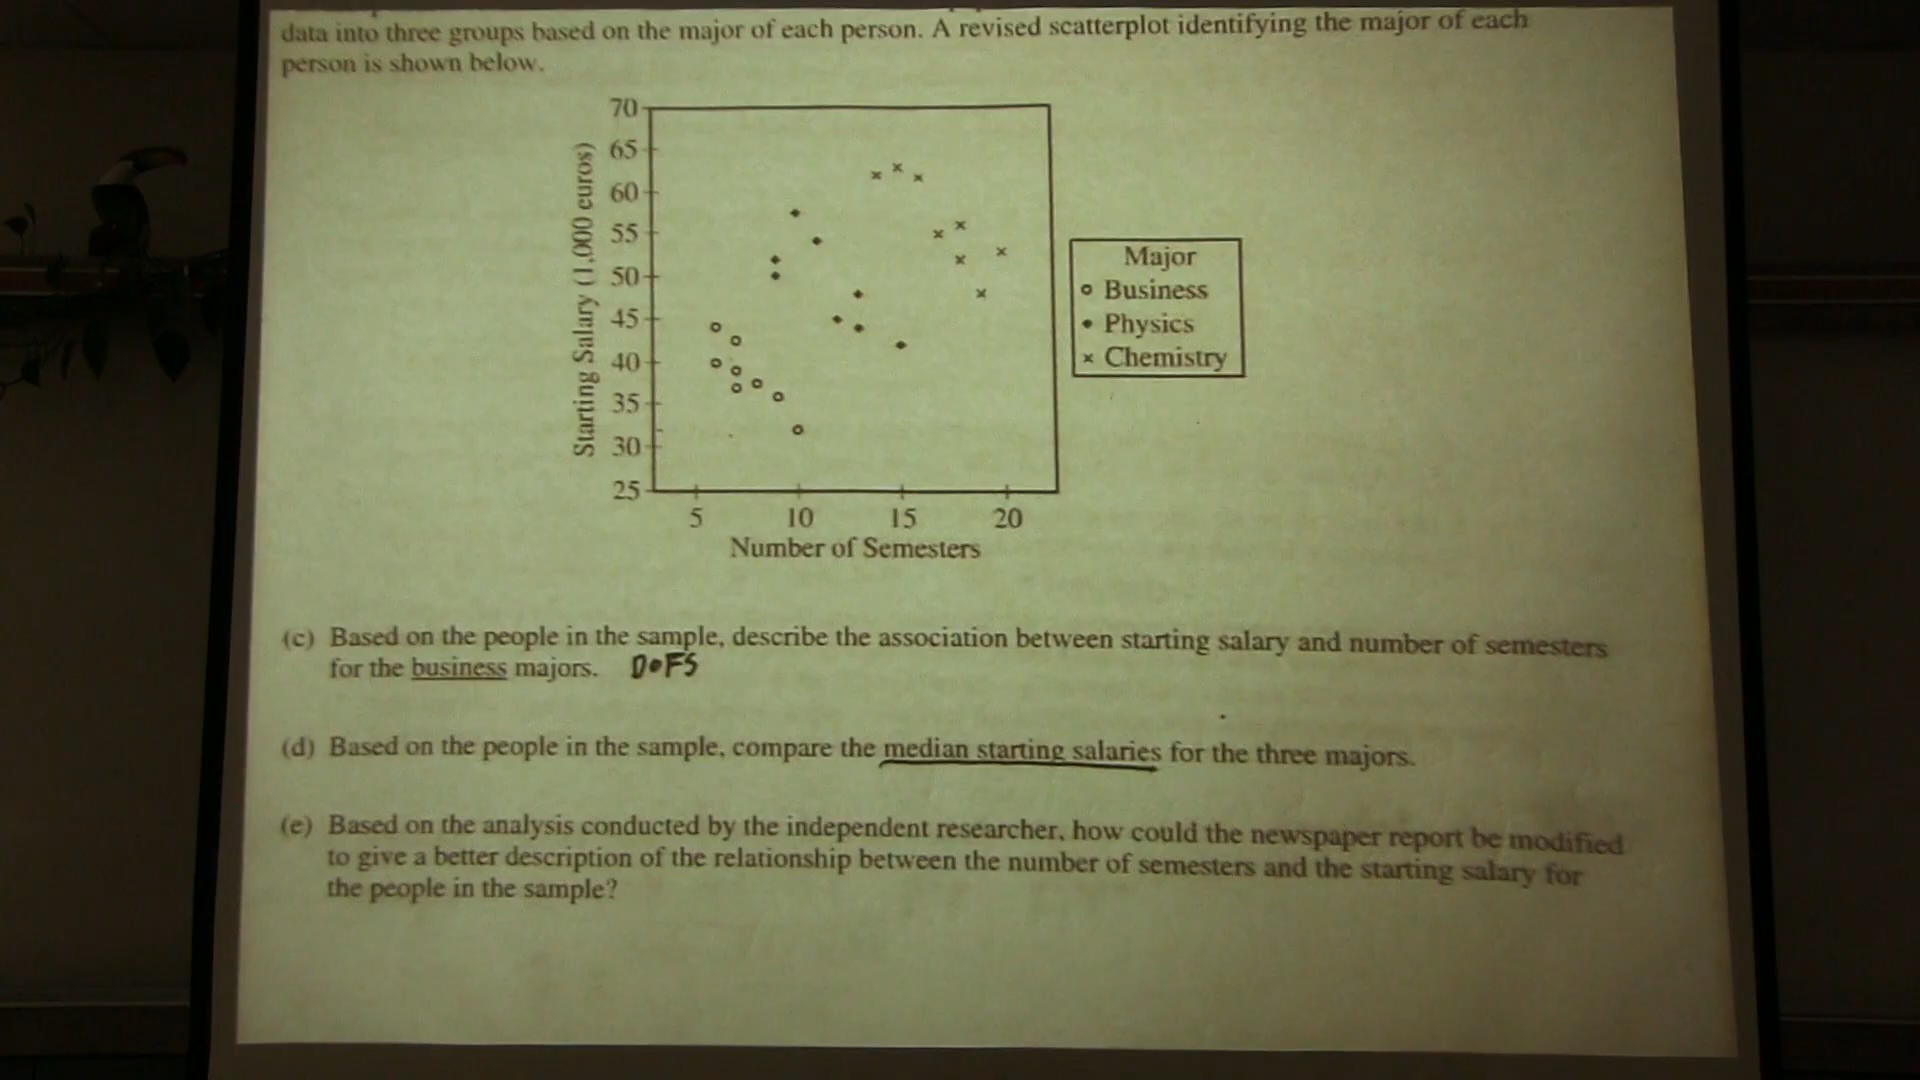 data into three groups based on the major of each person. A revised scatterplot identifying the major of each
person is shown below.
70
65
60
55
50
45
40
35
30
25
Starting Salary (1,000 euros)
5 10 15 20
Number of Semesters
Major
Business
Physics
Chemistry
(c) Based on the people in the sample, describe the association between starting salary and number of semesters
for the business majors. DOFS
(d) Based on the people in the sample, compare the median starting salaries for the three majors.
(e) Based on the analysis conducted by the independent researcher, how could the newspaper report be modified
to give a better description of the relationship between the number of semesters and the starting salary for
the people in the sample?